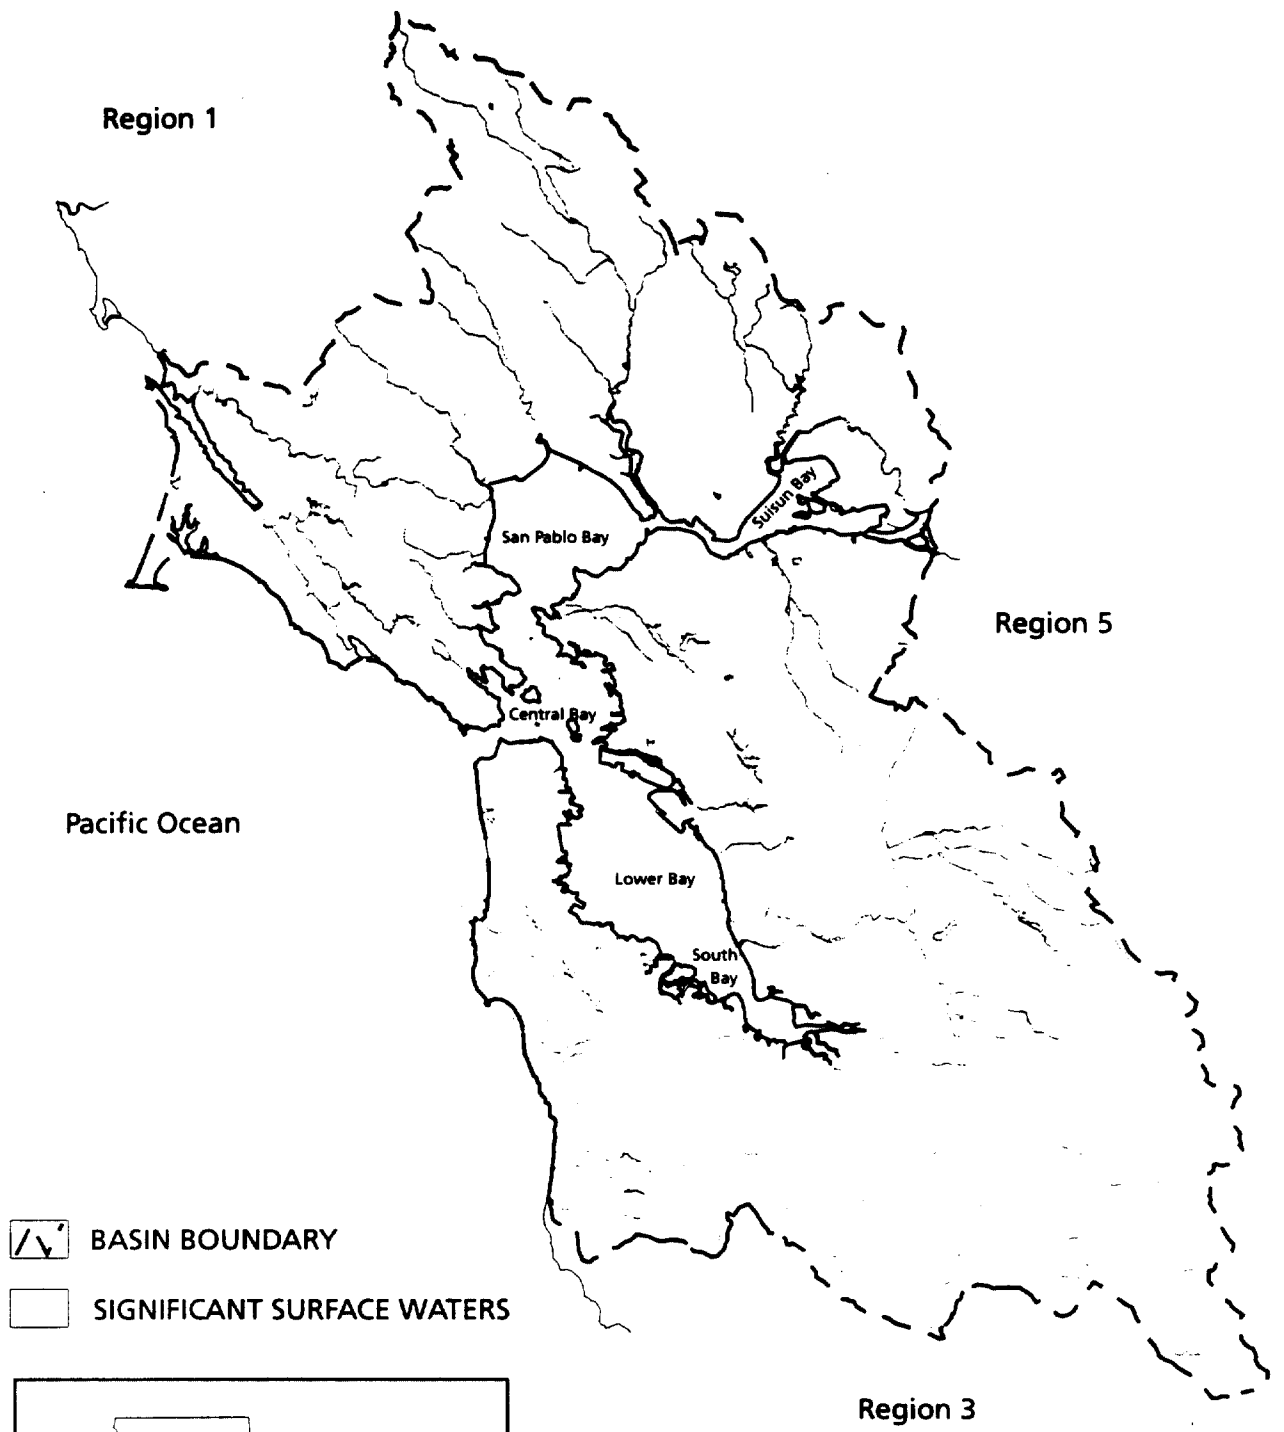 Region 1
San Pablo Bay
Suisun Bay
Region 5
Central Bay
Pacific Ocean
Lower Bay
South
Bay
BASIN BOUNDARY
SIGNIFICANT SURFACE WATERS
Region 3